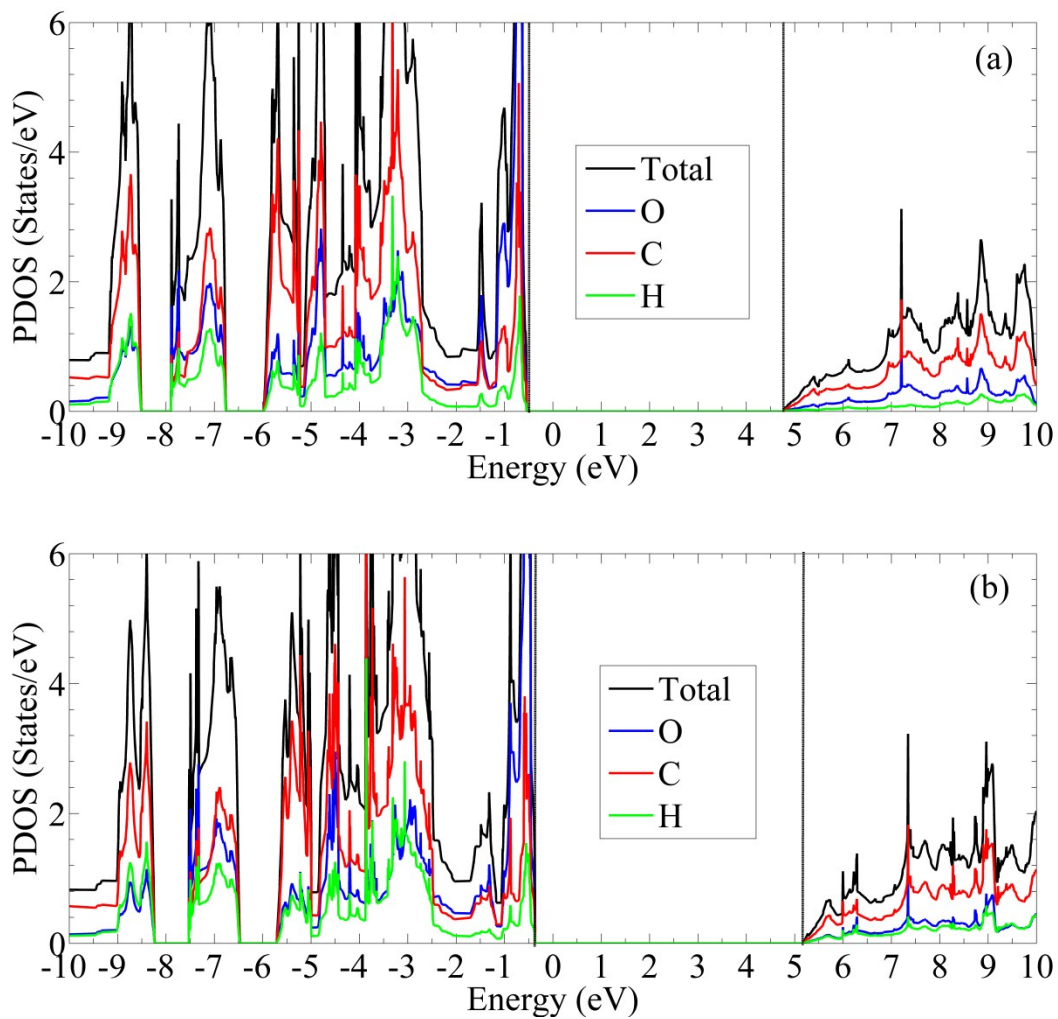 6
(a)
PDOS (States/eV)
Total
4
O
C
H
2
0
-10 -9 -8 -7 -6 -5 -4 -3 -2 -1 0 1 2 3 4 5 6 7 8 9 10
Energy (eV)
6
(b)
PDOS (States/eV)
Total
4
O
C
H
2
0
-10 -9 -8 -7 -6 -5 -4 -3 -2 -1 0 1 2 3 4 5 6 7 8 9 10
Energy (eV)